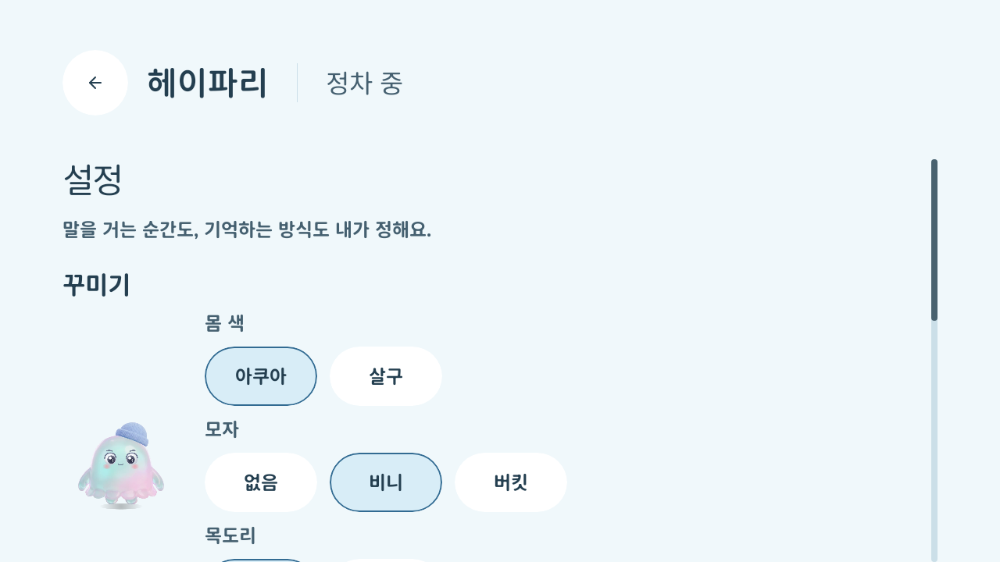 헤이파리
정차 중
설정
말을 거는 순간도, 기억하는 방식도 내가 정해요.
꾸미기
몸 색
아쿠아
살구
모자
없음
비니
버킷
목도리